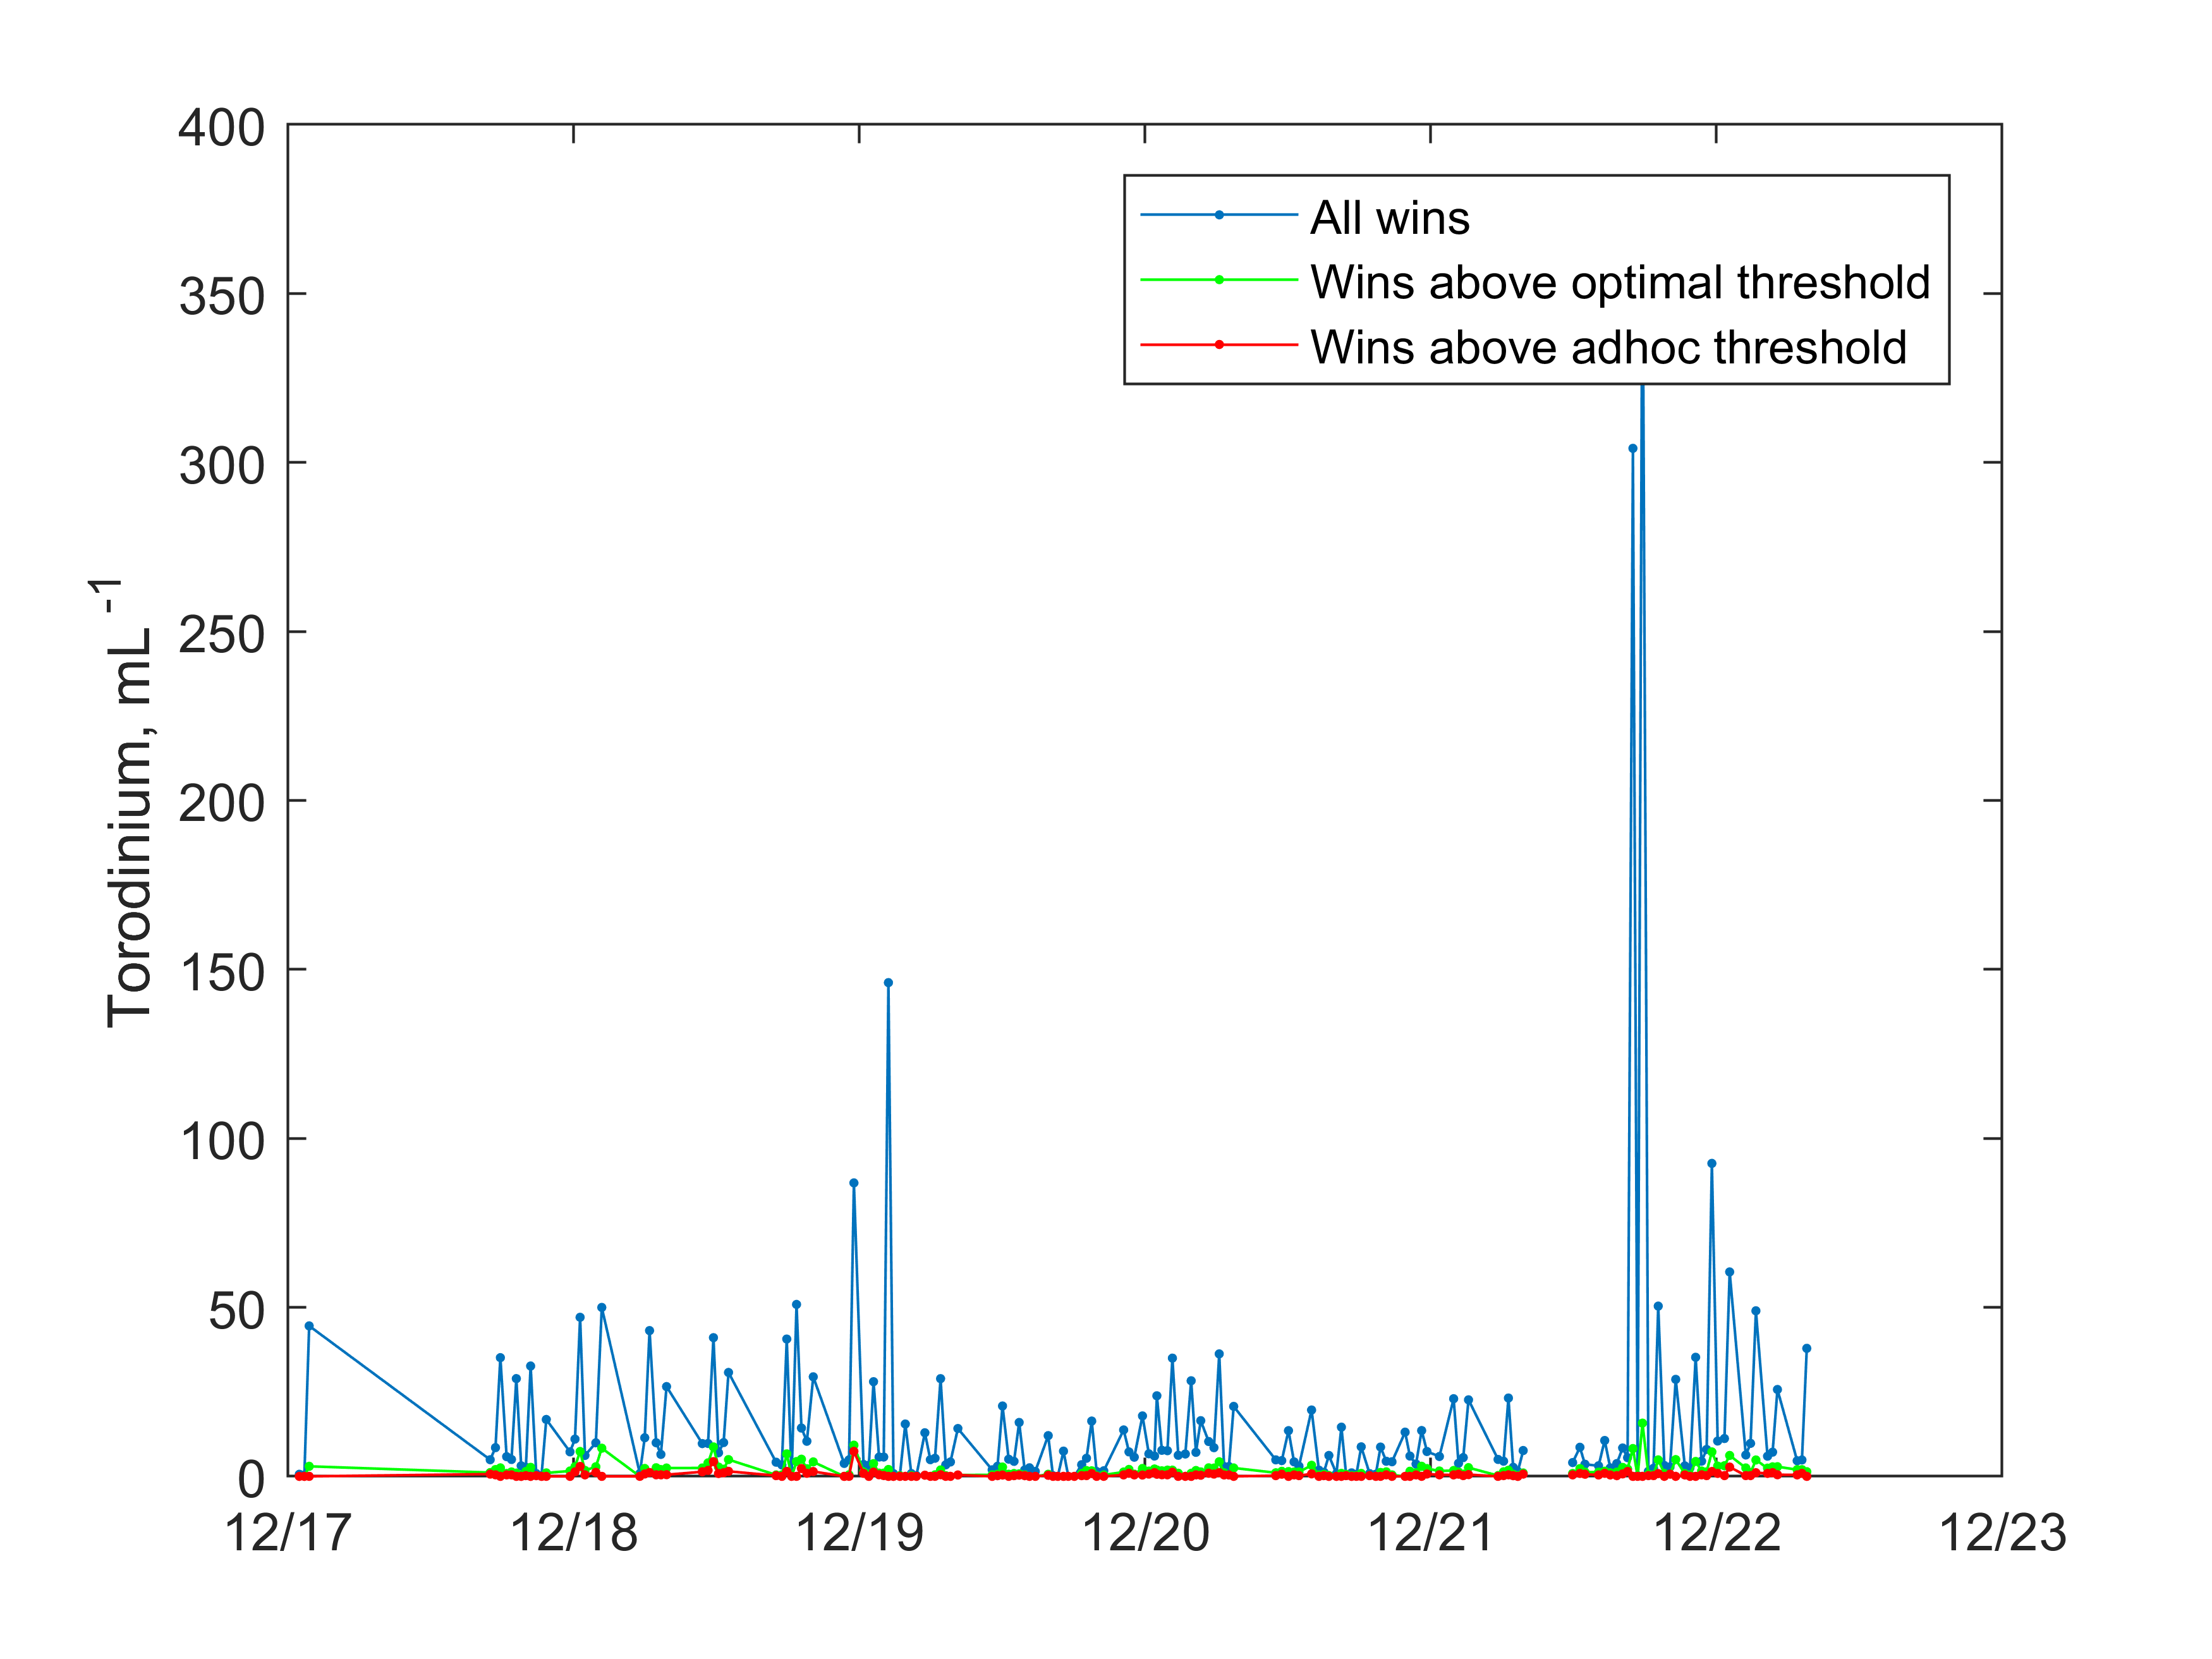 400
350
300
250
200
150
100
50
0
Torodinium, mL-1
All wins
Wins above optimal threshold
Wins above adhoc threshold
12/17 12/18 12/19 12/20 12/21 12/22 12/23